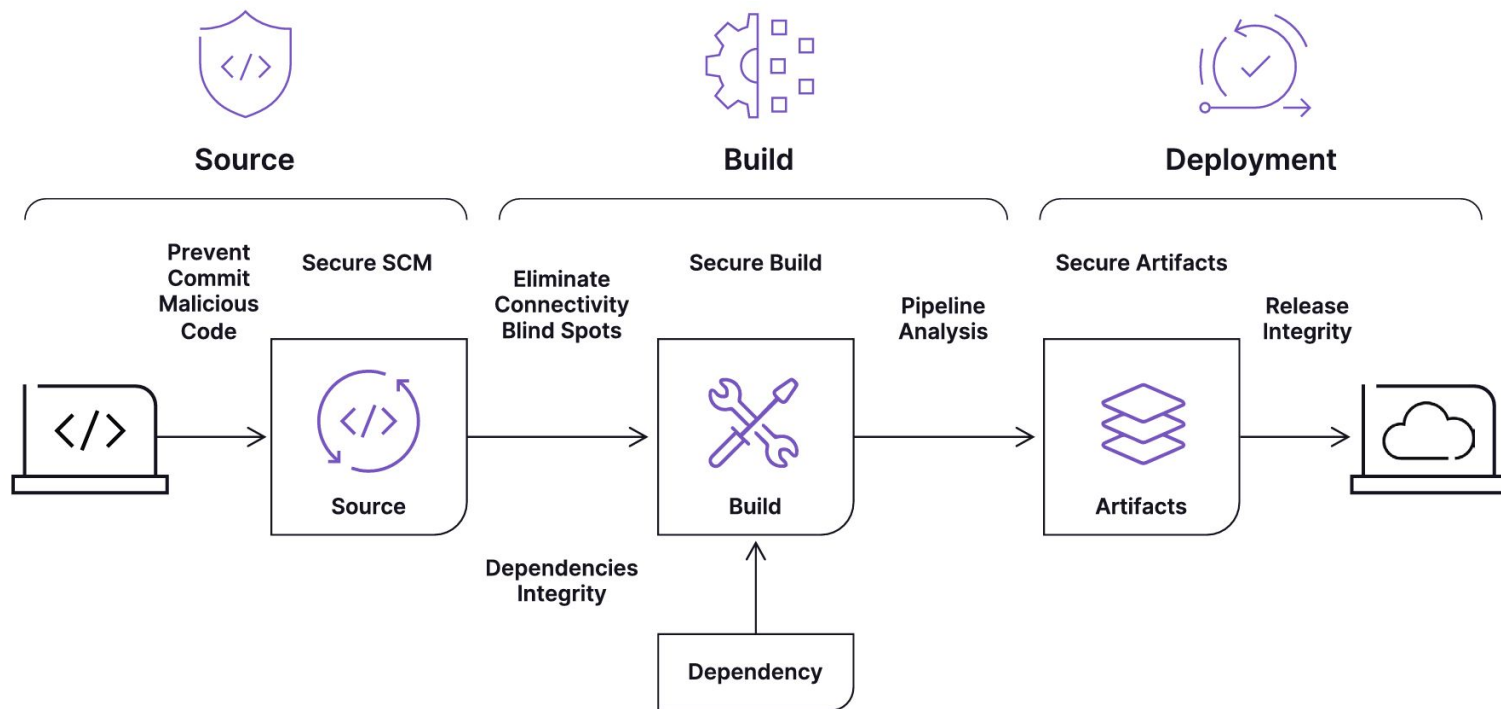 Source
Build
Deployment
Prevent
Commit
Malicious
Code
Secure SCM
Eliminate
Connectivity
Blind Spots
Secure Build
Pipeline
Analysis
Secure Artifacts
Release
Integrity
</>
</>
</>
Source
Build
Artifacts
Dependencies
Integrity
Dependency